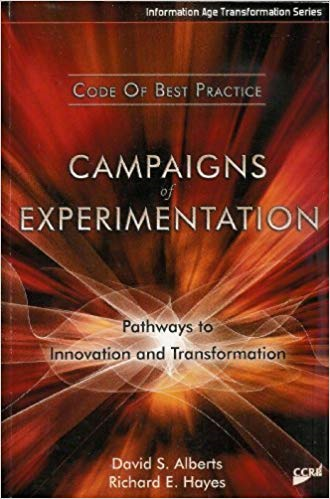 Information Age Transformation Series
CODE OF BEST PRACTICE
CAMPAIGNS
of
EXPERIMENTATION
Pathways to
Innovation and Transformation
David S. Alberts
Richard E. Hayes
CCRP